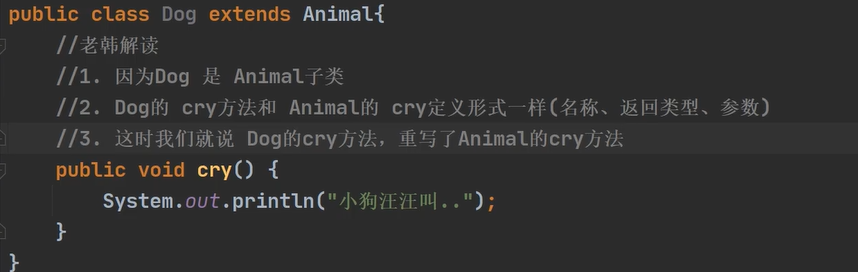 public class Dog extends Animal{
//老韩解读
//1. 因为Dog 是 Animal子类
//2. Dog的 cry方法和 Animal的 cry定义形式一样(名称、返回类型、参数)
//3. 这时我们就说 Dog的cry方法，重写了Animal的cry方法
public void cry() {
System.out.println("小狗汪汪叫..");
}
}